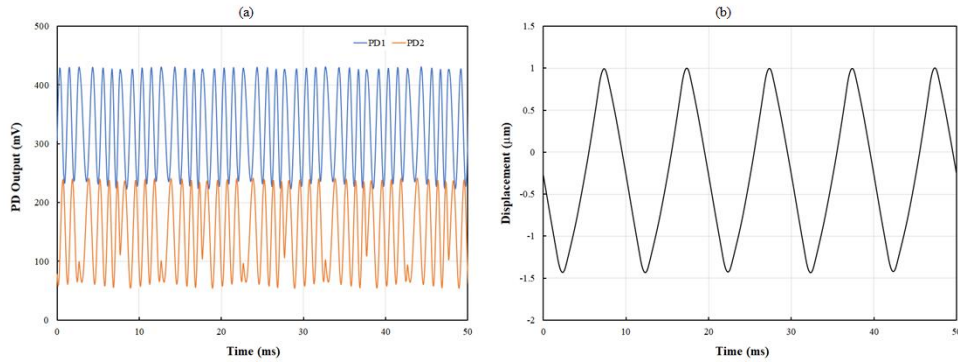 (a)
500
400
300
200
100
0
PD Output (mV)
PD1 PD2
0 10 20 30 40 50
Time (ms)
(b)
1.5
1
0.5
0
-0.5
-1
-1.5
-2
Displacement (μm)
0 10 20 30 40 50
Time (ms)